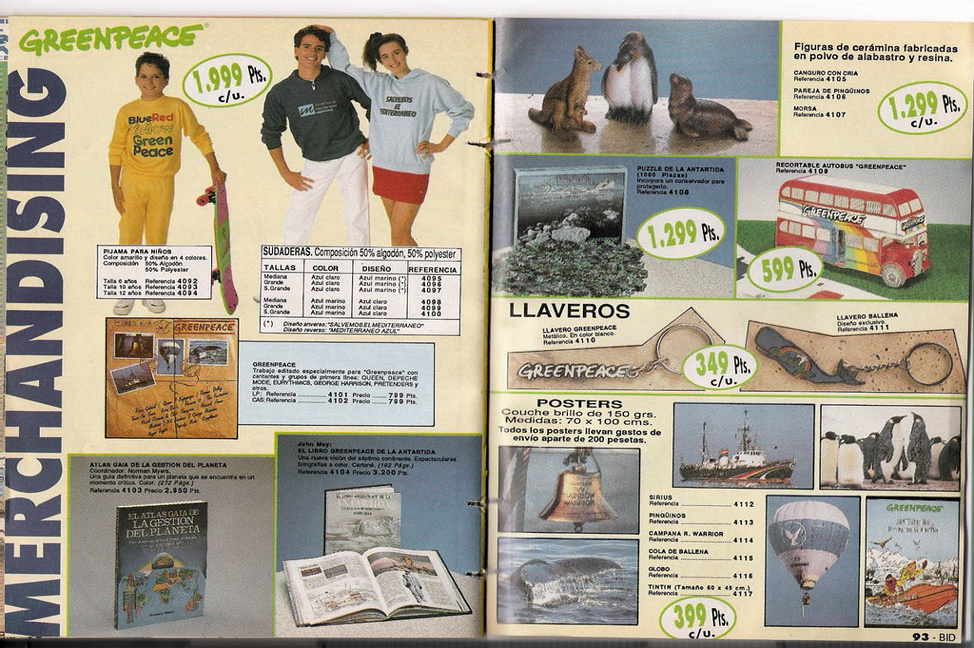 MERCHANDISING
GREENPEACE
1.999 Pts.
c/u.
BlueRed
Yellow
Green
Peace
SALVEMOS
EL
MEDITERRANEO
PIJAMA PARA NIÑOS
Color amarillo y diseño en 4 colores.
Composición 50% Algodón
50% Polyester
Talla 6 años Referencia 4092
Talla 10 años Referencia 4093
Talla 12 años Referencia 4094
SUDADERAS. Composición 50% algodón, 50% polyester
TALLAS COLOR DISEÑO REFERENCIA
Mediana Azul claro Azul marino (*) 4095
Grande Azul claro Azul marino (*) 4096
S.Grande Azul claro Azul marino (*) 4097
Mediana Azul marino Azul claro 4098
Grande Azul marino Azul claro 4099
S.Grande Azul marino Azul claro 4100
(*) Diseño anverso: "SALVEMOS EL MEDITERRANEO"
Diseño reverso: "MEDITERRANEO AZUL"
GREENPEACE
GREENPEACE
Trabajo editado especialmente para "Greenpeace" con
cantantes y grupos de primera línea: QUEEN, DEPECHE
MODE, EURYTHMICS, GEORGE HARRISON, PRETENDERS y
otros.
LP: Referencia ........... 4101 Precio ...... 799 Pts.
CAS: Referencia ......... 4102 Precio ...... 799 Pts.
ATLAS GAIA DE LA GESTION DEL PLANETA
Coordinador: Norman Myers.
Una guía definitiva para un planeta que se encuentra en un
momento crítico. Color. (272 Págs.)
Referencia 4103 Precio 2.950 Pts.
EL ATLAS GAIA DE
LA GESTIÓN
DEL PLANETA
John May:
EL LIBRO GREENPEACE DE LA ANTARTIDA
Una nueva visión del séptimo continente. Espectaculares
fotografías a color. Cartoné. (192 Págs.)
Referencia 4104 Precio 3.200 Pts.
Figuras de cerámina fabricadas
en polvo de alabastro y resina.
CANGURO CON CRIA
Referencia 4105
PAREJA DE PINGÜINOS
Referencia 4106
MORSA
Referencia 4107
1.299 Pts.
c/u.
PUZZLE DE LA ANTARTIDA
(1000 Piezas)
Incorpora un conservador para
protegerlo.
Referencia 4108
1.299 Pts.
RECORTABLE AUTOBUS "GREENPEACE"
Referencia 4109
GREENPEACE
599 Pts.
LLAVEROS
LLAVERO GREENPEACE
Metálico. En color blanco.
Referencia 4110
GREENPEACE
349 Pts.
c/u.
LLAVERO BALLENA
Diseño exclusivo.
Referencia 4111
POSTERS
Couche brillo de 150 grs.
Medidas: 70 x 100 cms.
Todos los posters llevan gastos de
envío aparte de 200 pesetas.
SIRIUS
Referencia .................... 4112
PINGÜINOS
Referencia .................... 4113
CAMPANA R. WARRIOR
Referencia .................... 4114
COLA DE BALLENA
Referencia .................... 4115
GLOBO
Referencia .................... 4116
TINTIN (Tamaño 60 x 45 cm.)
Referencia .................... 4117
399 Pts.
c/u.
GREENPEACE
93 - BID